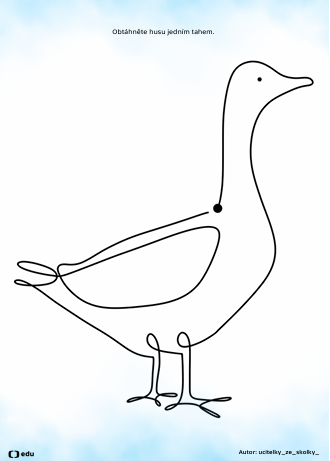 Obtáhněte husu jedním tahem.
edu
Autor: ucitelky_ze_skolky_